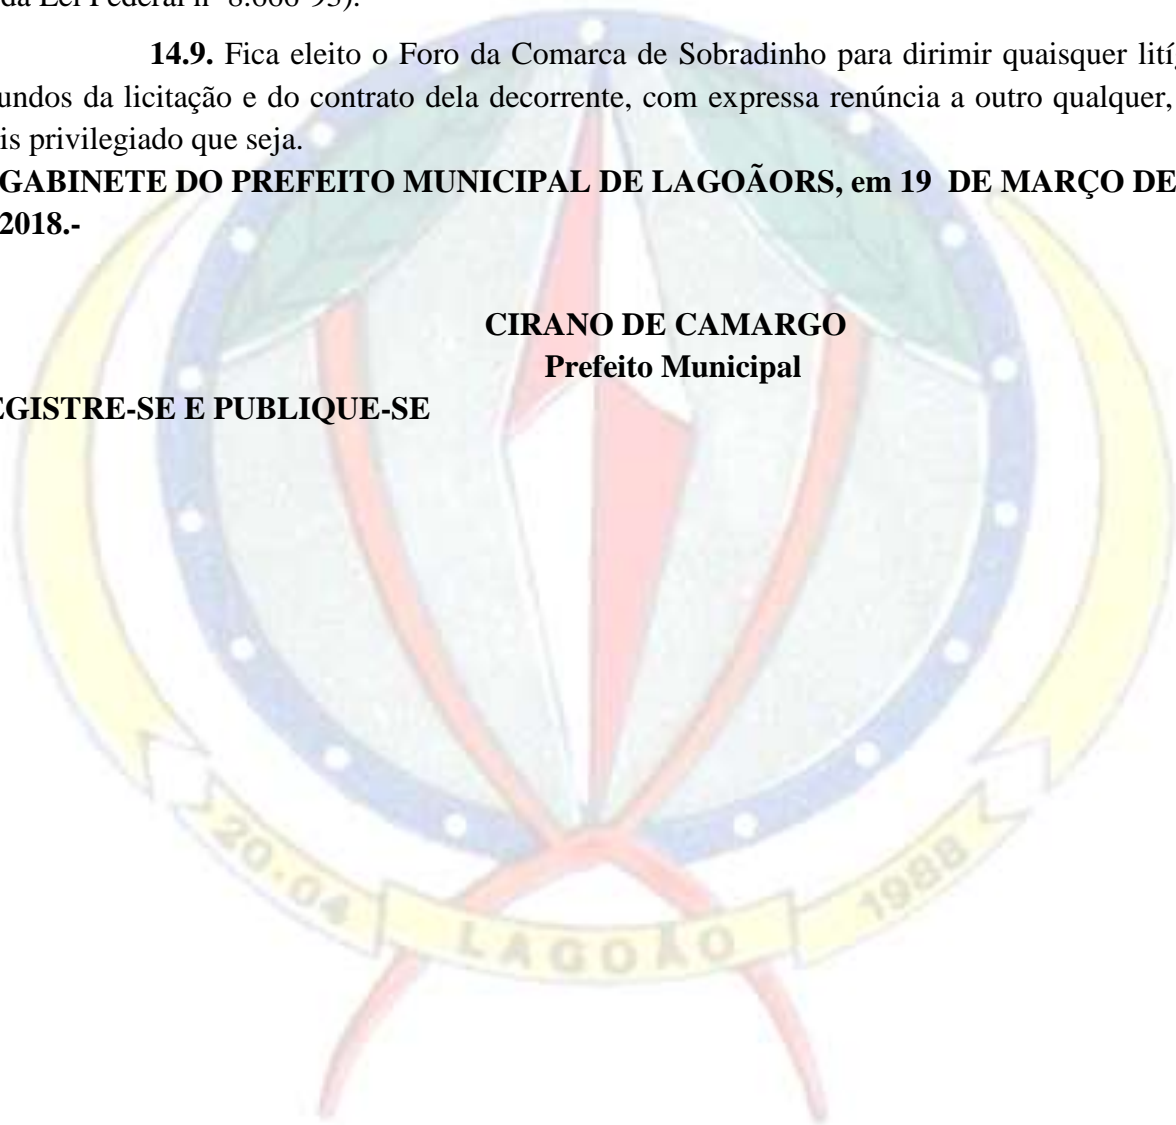 da Lei Federal nº 8.666-93).
14.9. Fica eleito o Foro da Comarca de Sobradinho para dirimir quaisquer litíg
undos da licitação e do contrato dela decorrente, com expressa renúncia a outro qualquer,
is privilegiado que seja.
GABINETE DO PREFEITO MUNICIPAL DE LAGOÃORS, em 19 DE MARÇO DE
2018.-
CIRANO DE CAMARGO
Prefeito Municipal
EGISTRE-SE E PUBLIQUE-SE
20.04 LAGOÃO 1988